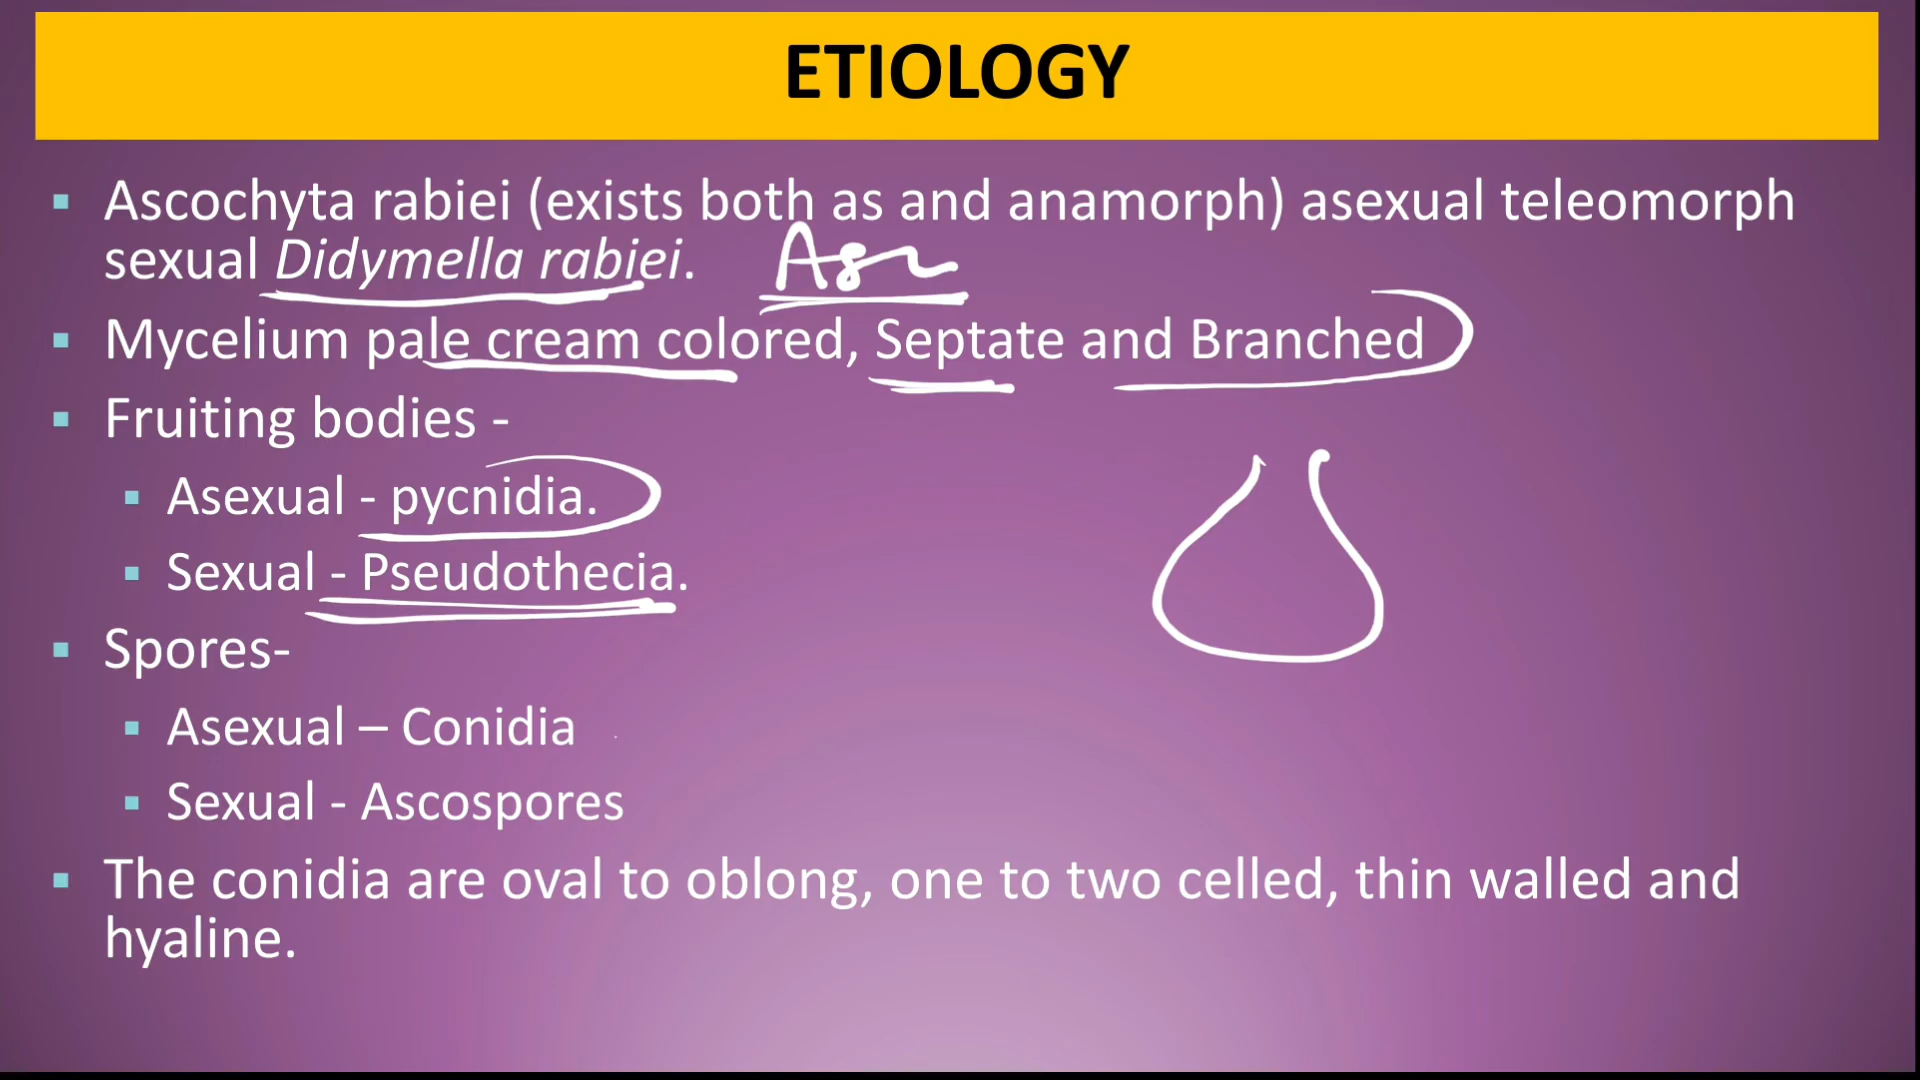 ETIOLOGY
▪ Ascochyta rabiei (exists both as and anamorph) asexual teleomorph
sexual Didymella rabiei.
▪ Mycelium pale cream colored, Septate and Branched
▪ Fruiting bodies -
▪ Asexual - pycnidia.
▪ Sexual - Pseudothecia.
▪ Spores-
▪ Asexual – Conidia
▪ Sexual - Ascospores
▪ The conidia are oval to oblong, one to two celled, thin walled and
hyaline.